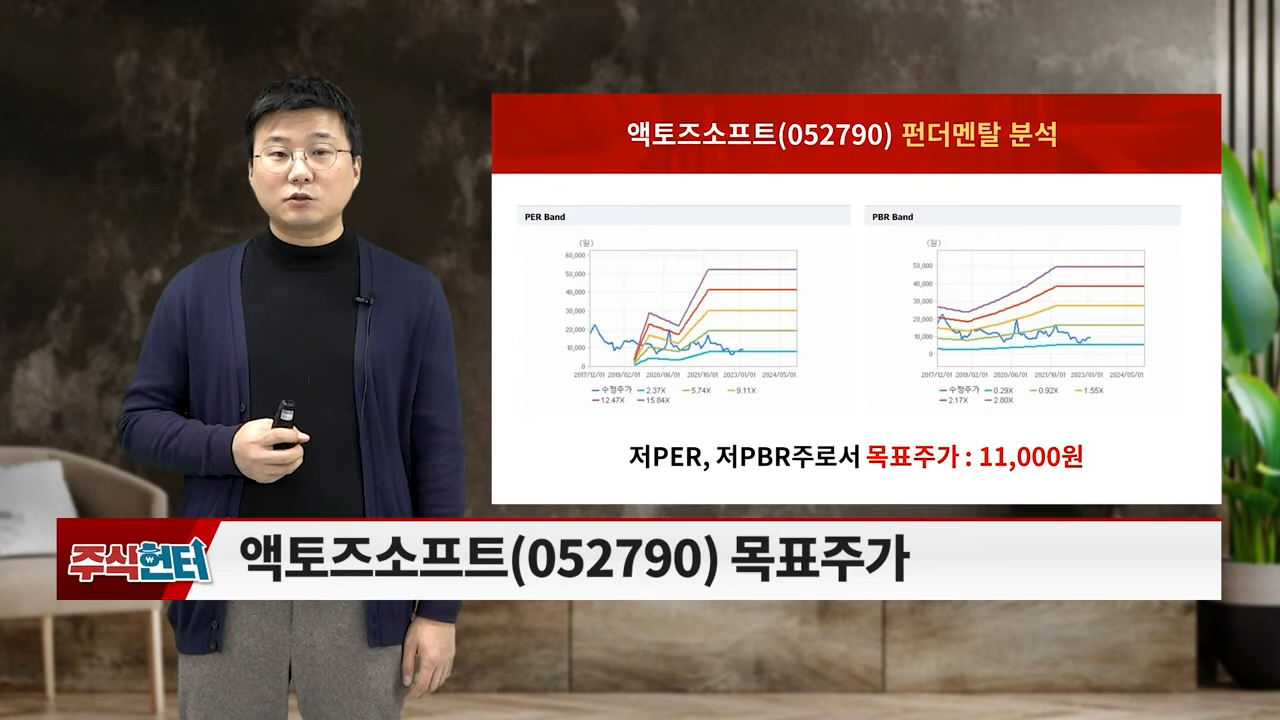 액토즈소프트(052790) 펀더멘탈 분석
PER Band
PBR Band
(원)
60,000
50,000
40,000
30,000
20,000
10,000
0
2017/12/01 2019/02/01 2020/06/01 2021/10/01 2023/01/01 2024/05/01
수정주가 2.37X 5.74X 9.11X
12.47X 15.84X
(원)
50,000
40,000
30,000
20,000
10,000
0
2017/12/01 2019/02/01 2020/06/01 2021/10/01 2023/01/01 2024/05/01
수정주가 0.29X 0.92X 1.55X
2.17X 2.80X
저PER, 저PBR주로서 목표주가 : 11,000원
주식헌터
액토즈소프트(052790) 목표주가